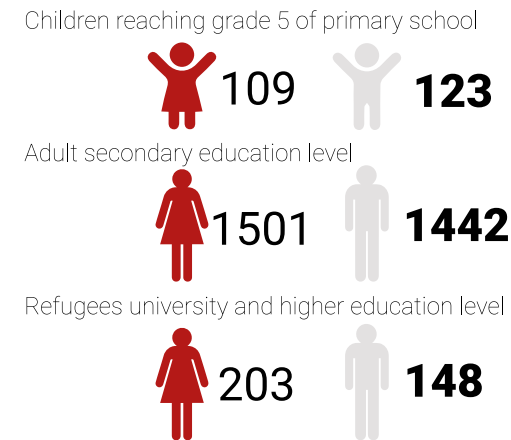 Children reaching grade 5 of primary school
109 123
Adult secondary education level
1501 1442
Refugees university and higher education level
203 148